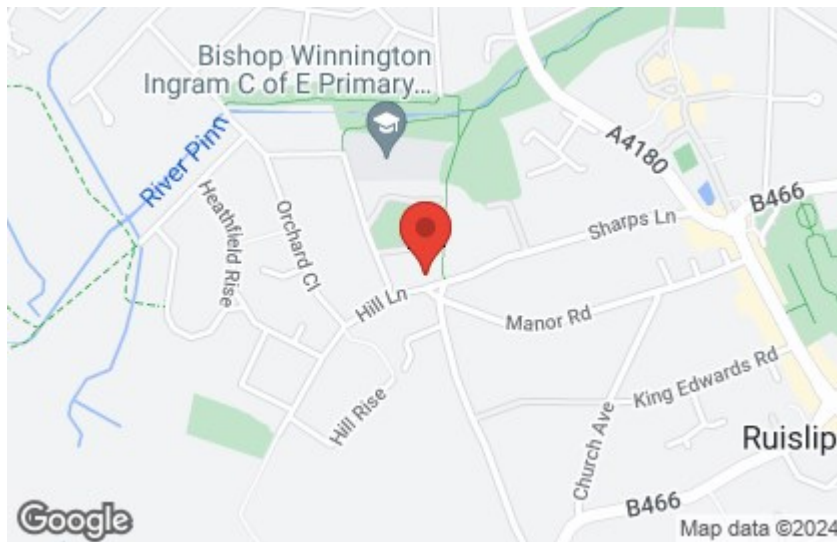 Bishop Winnington
Ingram C of E Primary...
River Pinn
A4180
B466
Heathfield Rise
Orchard Cl
Sharps Ln
Hill Ln
Manor Rd
King Edwards Rd
Hill Rise
Church Ave
Ruislip
B466
Google
Map data ©2024